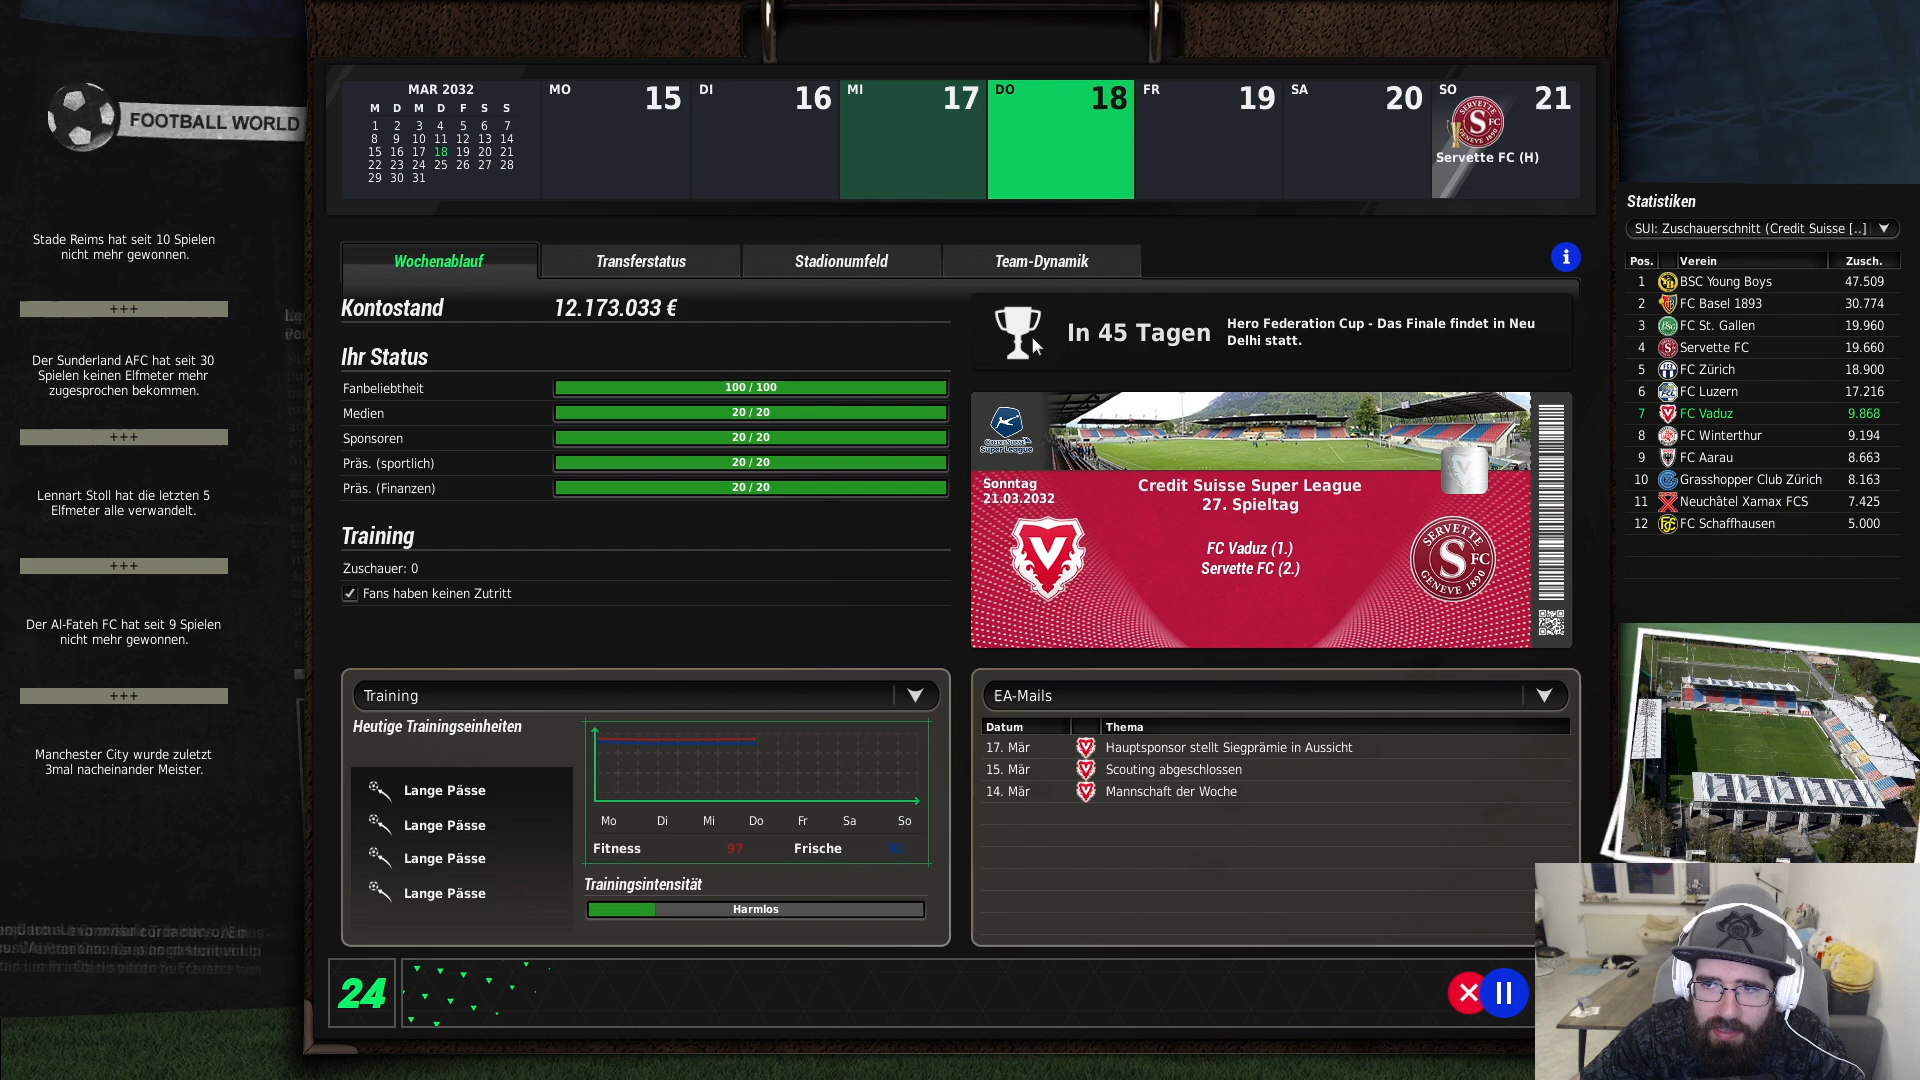 FOOTBALL WORLD
Stade Reims hat seit 10 Spielen
nicht mehr gewonnen.
+++
Der Sunderland AFC hat seit 30
Spielen keinen Elfmeter mehr
zugesprochen bekommen.
+++
Lennart Stoll hat die letzten 5
Elfmeter alle verwandelt.
+++
Der Al-Fateh FC hat seit 9 Spielen
nicht mehr gewonnen.
+++
Manchester City wurde zuletzt
3mal nacheinander Meister.
MAR 2032
M D M D F S S
1 2 3 4 5 6 7
8 9 10 11 12 13 14
15 16 17 18 19 20 21
22 23 24 25 26 27 28
29 30 31
MO 15
DI 16
MI 17
DO 18
FR 19
SA 20
SO 21
Servette FC (H)
Wochenablauf
Transferstatus
Stadionumfeld
Team-Dynamik
i
Kontostand 12.173.033 €
Ihr Status
Fanbeliebtheit 100 / 100
Medien 20 / 20
Sponsoren 20 / 20
Präs. (sportlich) 20 / 20
Präs. (Finanzen) 20 / 20
Training
Zuschauer: 0
Fans haben keinen Zutritt
In 45 Tagen
Hero Federation Cup - Das Finale findet in Neu
Delhi statt.
Super League
Sonntag
21.03.2032
Credit Suisse Super League
27. Spieltag
FC Vaduz (1.)
Servette FC (2.)
V
SERVETTE
S FC
GENEVE 1890
Training
Heutige Trainingseinheiten
Lange Pässe
Lange Pässe
Lange Pässe
Lange Pässe
Mo Di Mi Do Fr Sa So
Fitness 97 Frische
Trainingsintensität
Harmlos
EA-Mails
Datum Thema
17. Mär Hauptsponsor stellt Siegprämie in Aussicht
15. Mär Scouting abgeschlossen
14. Mär Mannschaft der Woche
24
Statistiken
SUI: Zuschauerschnitt (Credit Suisse [..]
Pos. Verein Zusch.
1 BSC Young Boys 47.509
2 FC Basel 1893 30.774
3 FC St. Gallen 19.960
4 Servette FC 19.660
5 FC Zürich 18.900
6 FC Luzern 17.216
7 FC Vaduz 9.868
8 FC Winterthur 9.194
9 FC Aarau 8.663
10 Grasshopper Club Zürich 8.163
11 Neuchâtel Xamax FCS 7.425
12 FC Schaffhausen 5.000